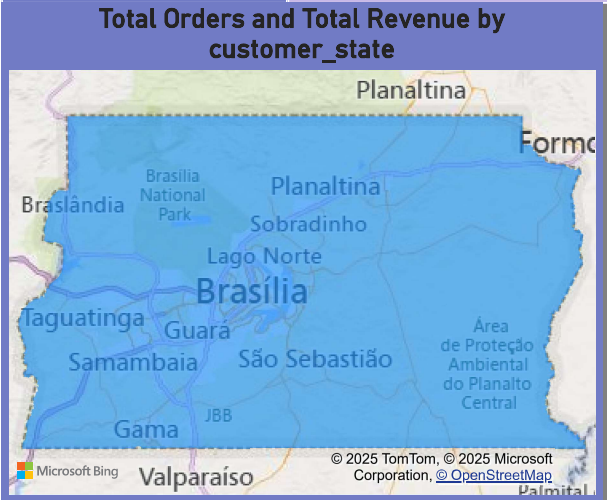 Total Orders and Total Revenue by
customer_state
Planaltina
Formo
Brasília
National
Park
Planaltina
Braslândia
Sobradinho
Lago Norte
Brasília
Taguatinga
Guará
Área
de Proteção
Ambiental
do Planalto
Central
Samambaia
São Sebastião
JBB
Gama
© 2025 TomTom, © 2025 Microsoft
Corporation, © OpenStreetMap
Microsoft Bing
Valparaíso
Palmital